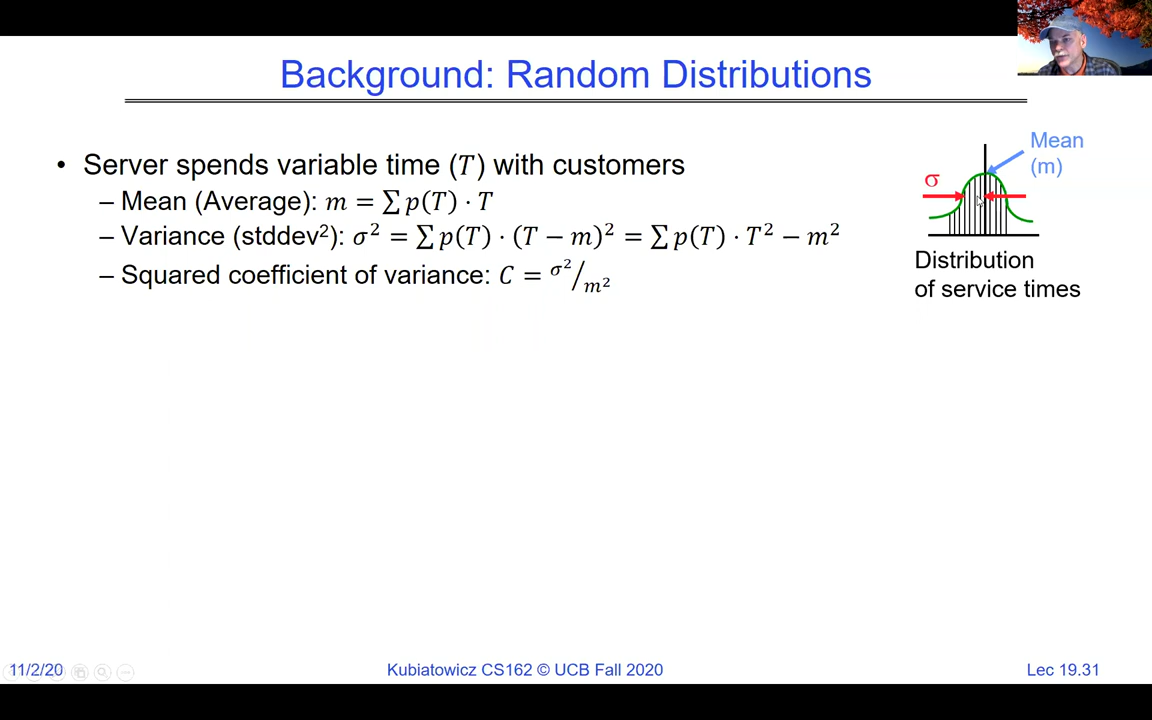 Background: Random Distributions
• Server spends variable time (T) with customers
– Mean (Average): m = ∑ p(T) · T
– Variance (stddev²): σ² = ∑ p(T) · (T − m)² = ∑ p(T) · T² − m²
– Squared coefficient of variance: C = σ²/m²
Mean
(m)
σ
Distribution
of service times
11/2/20
Kubiatowicz CS162 © UCB Fall 2020
Lec 19.31